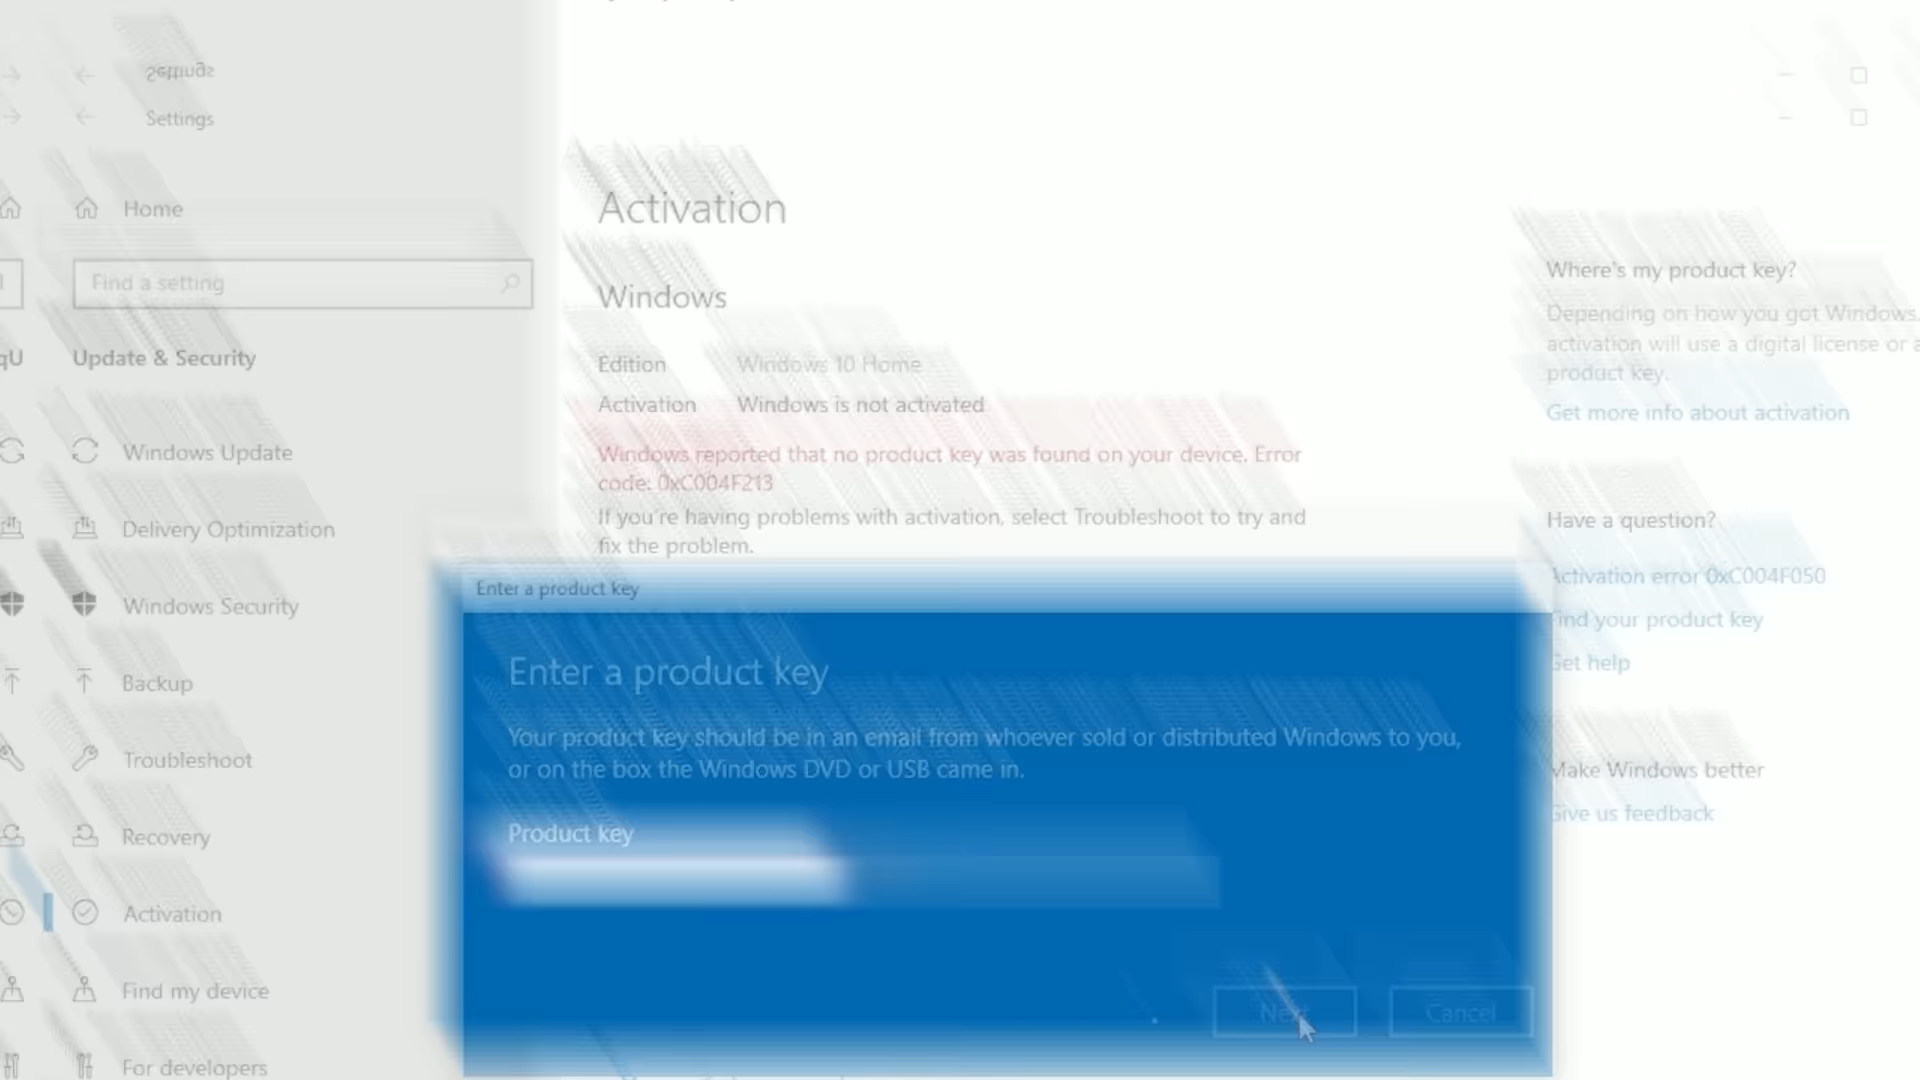 Settings
Home
Find a setting
Update & Security
Windows Update
Delivery Optimization
Windows Security
Backup
Troubleshoot
Recovery
Activation
Find my device
For developers
Activation
Windows
Edition Windows 10 Home
Activation Windows is not activated
Windows reported that no product key was found on your device. Error
code: 0xC004F213
If you're having problems with activation, select Troubleshoot to try and
fix the problem.
Enter a product key
Enter a product key
Your product key should be in an email from whoever sold or distributed Windows to you,
or on the box the Windows DVD or USB came in.
Product key
Next Cancel
Where's my product key?
Depending on how you got Windows,
activation will use a digital license or a
product key.
Get more info about activation
Have a question?
Activation error 0xC004F050
Find your product key
Get help
Make Windows better
Give us feedback